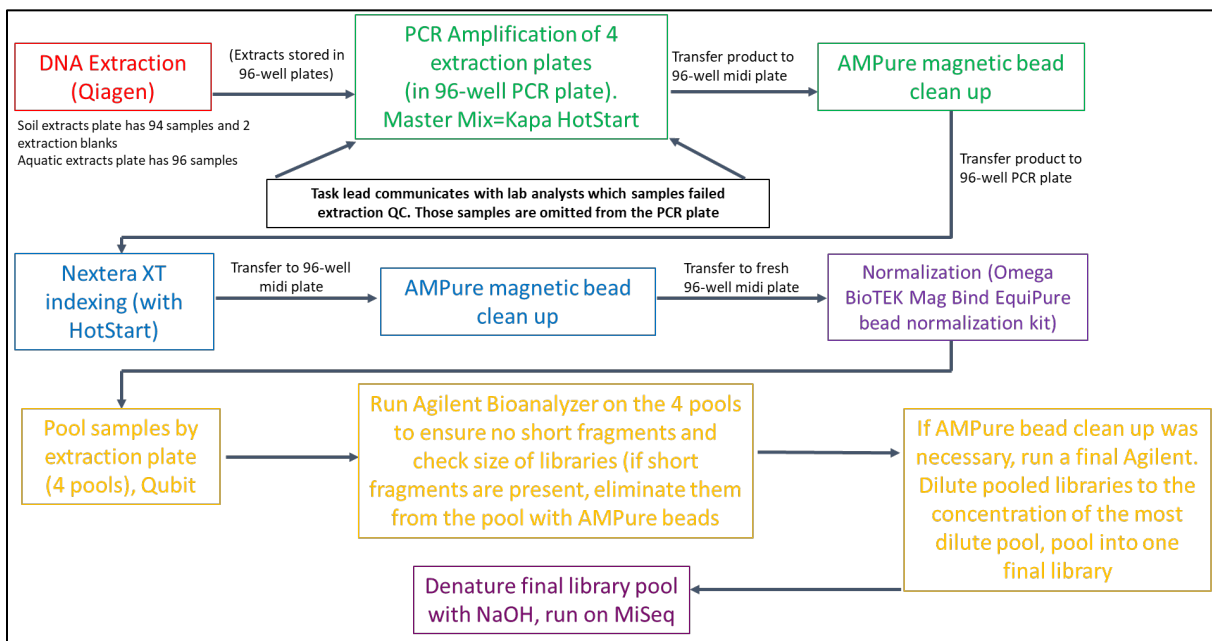 DNA Extraction
(Qiagen)
(Extracts stored in
96-well plates)
PCR Amplification of 4
extraction plates
(in 96-well PCR plate).
Master Mix=Kapa HotStart
Transfer product to
96-well midi plate
AMPure magnetic bead
clean up
Soil extracts plate has 94 samples and 2
extraction blanks
Aquatic extracts plate has 96 samples
Transfer product to
96-well PCR plate
Task lead communicates with lab analysts which samples failed
extraction QC. Those samples are omitted from the PCR plate
Nextera XT
indexing (with
HotStart)
Transfer to 96-well
midi plate
AMPure magnetic bead
clean up
Transfer to fresh
96-well midi plate
Normalization (Omega
BioTEK Mag Bind EquiPure
bead normalization kit)
Pool samples by
extraction plate
(4 pools), Qubit
Run Agilent Bioanalyzer on the 4 pools
to ensure no short fragments and
check size of libraries (if short
fragments are present, eliminate them
from the pool with AMPure beads
If AMPure bead clean up was
necessary, run a final Agilent.
Dilute pooled libraries to the
concentration of the most
dilute pool, pool into one
final library
Denature final library pool
with NaOH, run on MiSeq